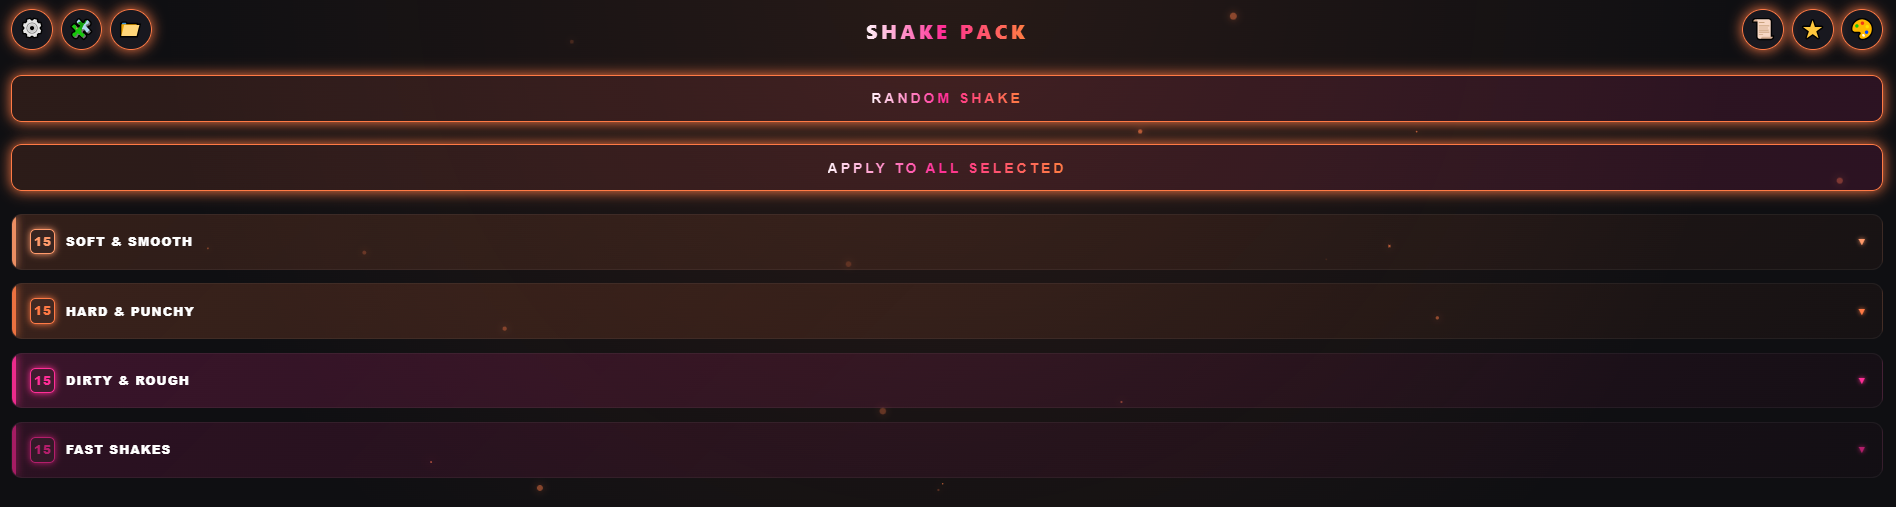 SHAKE PACK
RANDOM SHAKE
APPLY TO ALL SELECTED
15 SOFT & SMOOTH
15 HARD & PUNCHY
15 DIRTY & ROUGH
15 FAST SHAKES